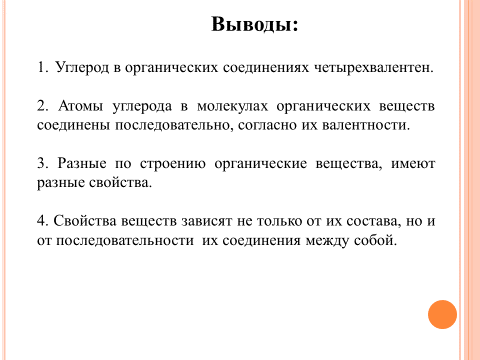 Выводы:
1. Углерод в органических соединениях четырехвалентен.
2. Атомы углерода в молекулах органических веществ
соединены последовательно, согласно их валентности.
3. Разные по строению органические вещества, имеют
разные свойства.
4. Свойства веществ зависят не только от их состава, но и
от последовательности их соединения между собой.